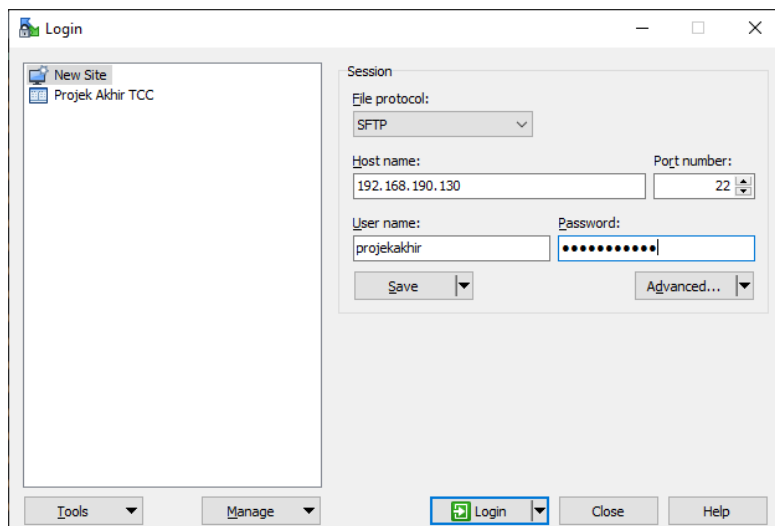 Login
New Site
Projek Akhir TCC
Session
File protocol:
SFTP
Host name:
Port number:
192.168.190.130
22
User name:
Password:
projekakhir
●●●●●●●●●●●
Save
Advanced...
Tools
Manage
Login
Close
Help